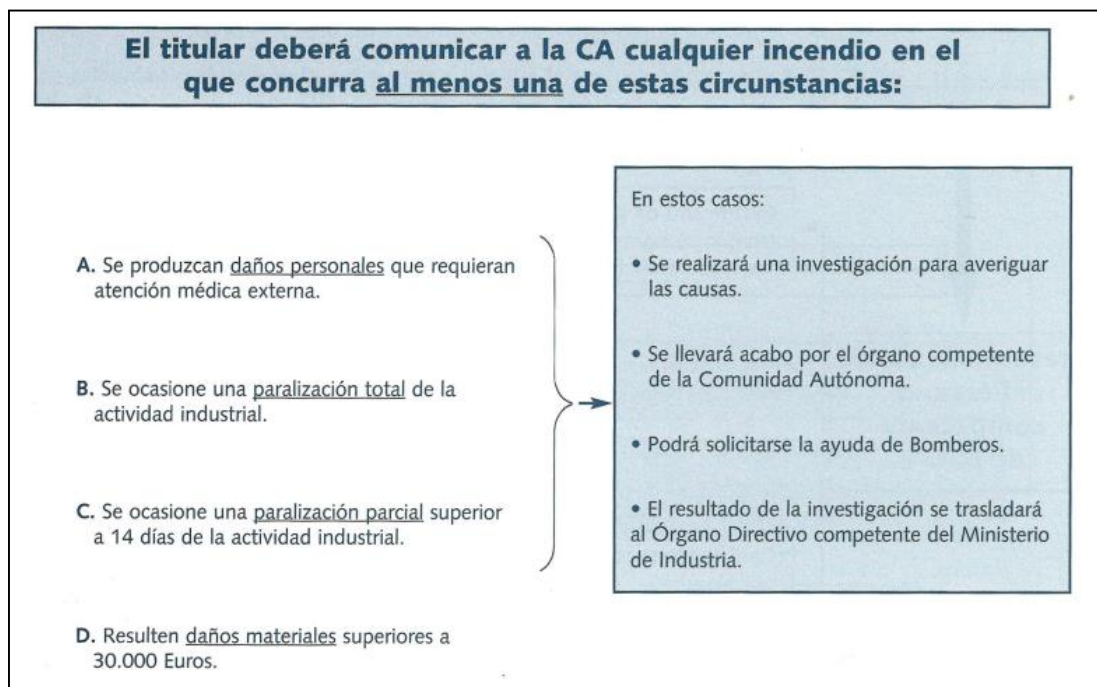 El titular deberá comunicar a la CA cualquier incendio en el
que concurra al menos una de estas circunstancias:
A. Se produzcan daños personales que requieran
atención médica externa.
B. Se ocasione una paralización total de la
actividad industrial.
C. Se ocasione una paralización parcial superior
a 14 días de la actividad industrial.
D. Resulten daños materiales superiores a
30.000 Euros.
En estos casos:
• Se realizará una investigación para averiguar
las causas.
• Se llevará acabo por el órgano competente
de la Comunidad Autónoma.
• Podrá solicitarse la ayuda de Bomberos.
• El resultado de la investigación se trasladará
al Órgano Directivo competente del Ministerio
de Industria.